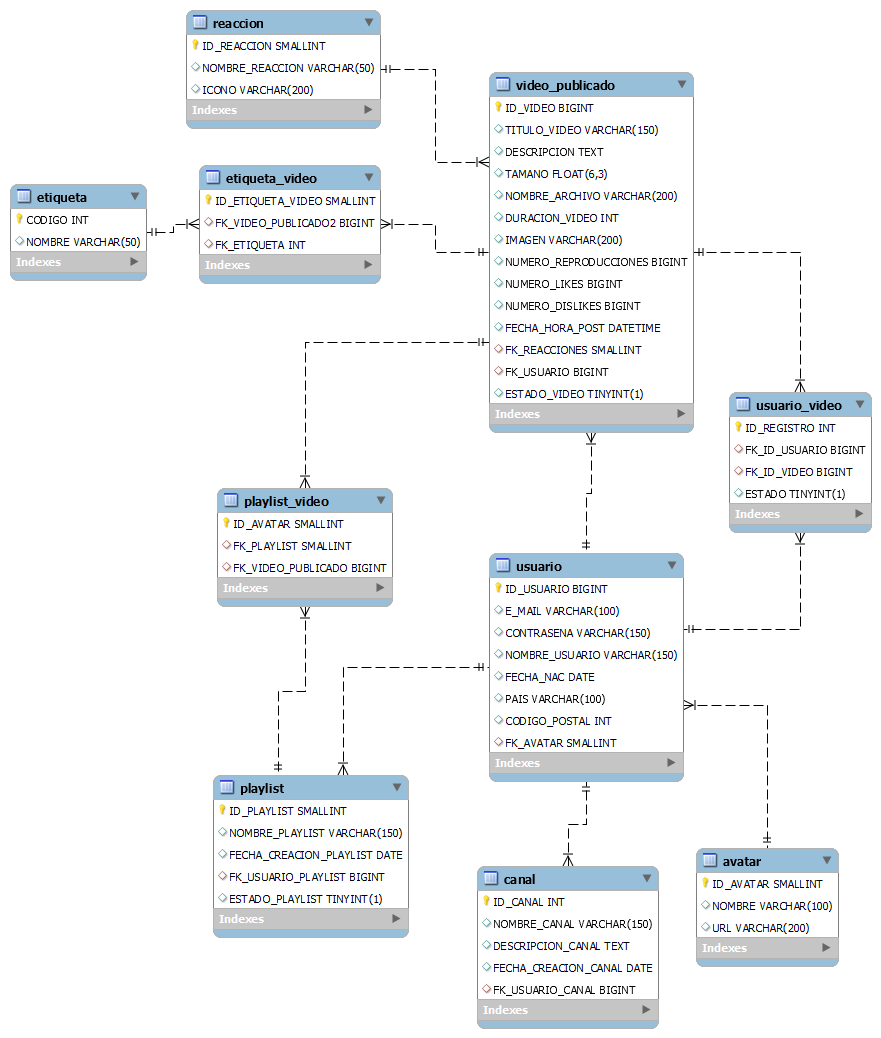 reaccion
ID_REACCION SMALLINT
NOMBRE_REACCION VARCHAR(50)
ICONO VARCHAR(200)
Indexes
video_publicado
ID_VIDEO BIGINT
TITULO_VIDEO VARCHAR(150)
DESCRIPCION TEXT
TAMANO FLOAT(6,3)
NOMBRE_ARCHIVO VARCHAR(200)
DURACION_VIDEO INT
IMAGEN VARCHAR(200)
NUMERO_REPRODUCCIONES BIGINT
NUMERO_LIKES BIGINT
NUMERO_DISLIKES BIGINT
FECHA_HORA_POST DATETIME
FK_REACCIONES SMALLINT
FK_USUARIO BIGINT
ESTADO_VIDEO TINYINT(1)
Indexes
etiqueta_video
ID_ETIQUETA_VIDEO SMALLINT
FK_VIDEO_PUBLICADO2 BIGINT
FK_ETIQUETA INT
Indexes
etiqueta
CODIGO INT
NOMBRE VARCHAR(50)
Indexes
usuario_video
ID_REGISTRO INT
FK_ID_USUARIO BIGINT
FK_ID_VIDEO BIGINT
ESTADO TINYINT(1)
Indexes
playlist_video
ID_AVATAR SMALLINT
FK_PLAYLIST SMALLINT
FK_VIDEO_PUBLICADO BIGINT
Indexes
usuario
ID_USUARIO BIGINT
E_MAIL VARCHAR(100)
CONTRASENA VARCHAR(150)
NOMBRE_USUARIO VARCHAR(150)
FECHA_NAC DATE
PAIS VARCHAR(100)
CODIGO_POSTAL INT
FK_AVATAR SMALLINT
Indexes
playlist
ID_PLAYLIST SMALLINT
NOMBRE_PLAYLIST VARCHAR(150)
FECHA_CREACION_PLAYLIST DATE
FK_USUARIO_PLAYLIST BIGINT
ESTADO_PLAYLIST TINYINT(1)
Indexes
canal
ID_CANAL INT
NOMBRE_CANAL VARCHAR(150)
DESCRIPCION_CANAL TEXT
FECHA_CREACION_CANAL DATE
FK_USUARIO_CANAL BIGINT
Indexes
avatar
ID_AVATAR SMALLINT
NOMBRE VARCHAR(100)
URL VARCHAR(200)
Indexes